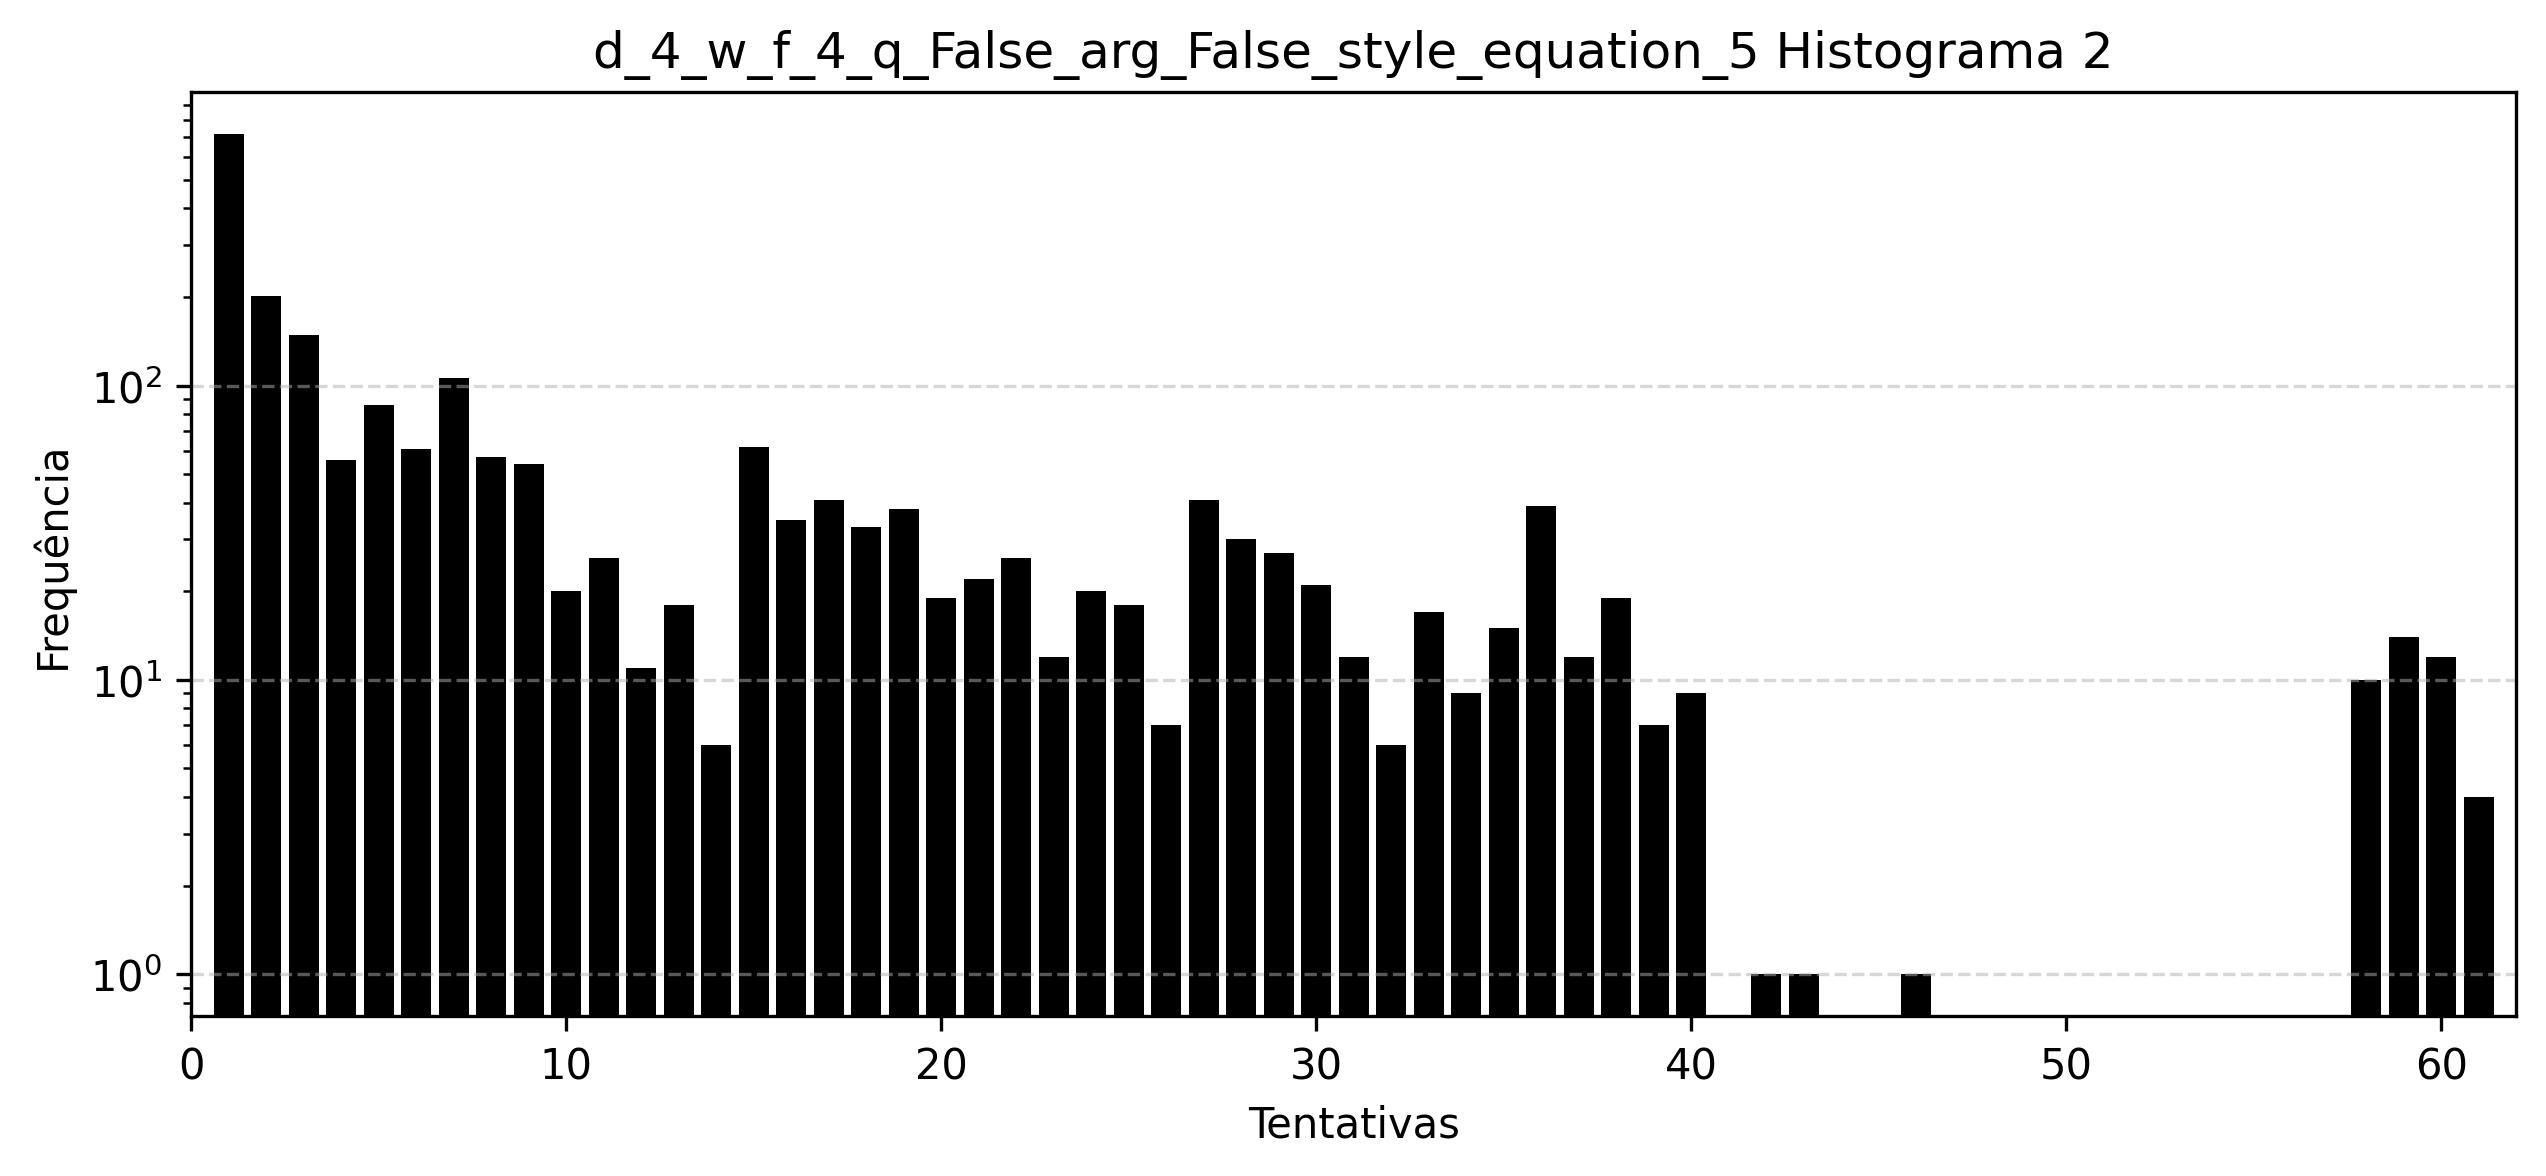 d_4_w_f_4_q_False_arg_False_style_equation_5 Histograma 2
Frequência
10²
10¹
10⁰
0 10 20 30 40 50 60
Tentativas